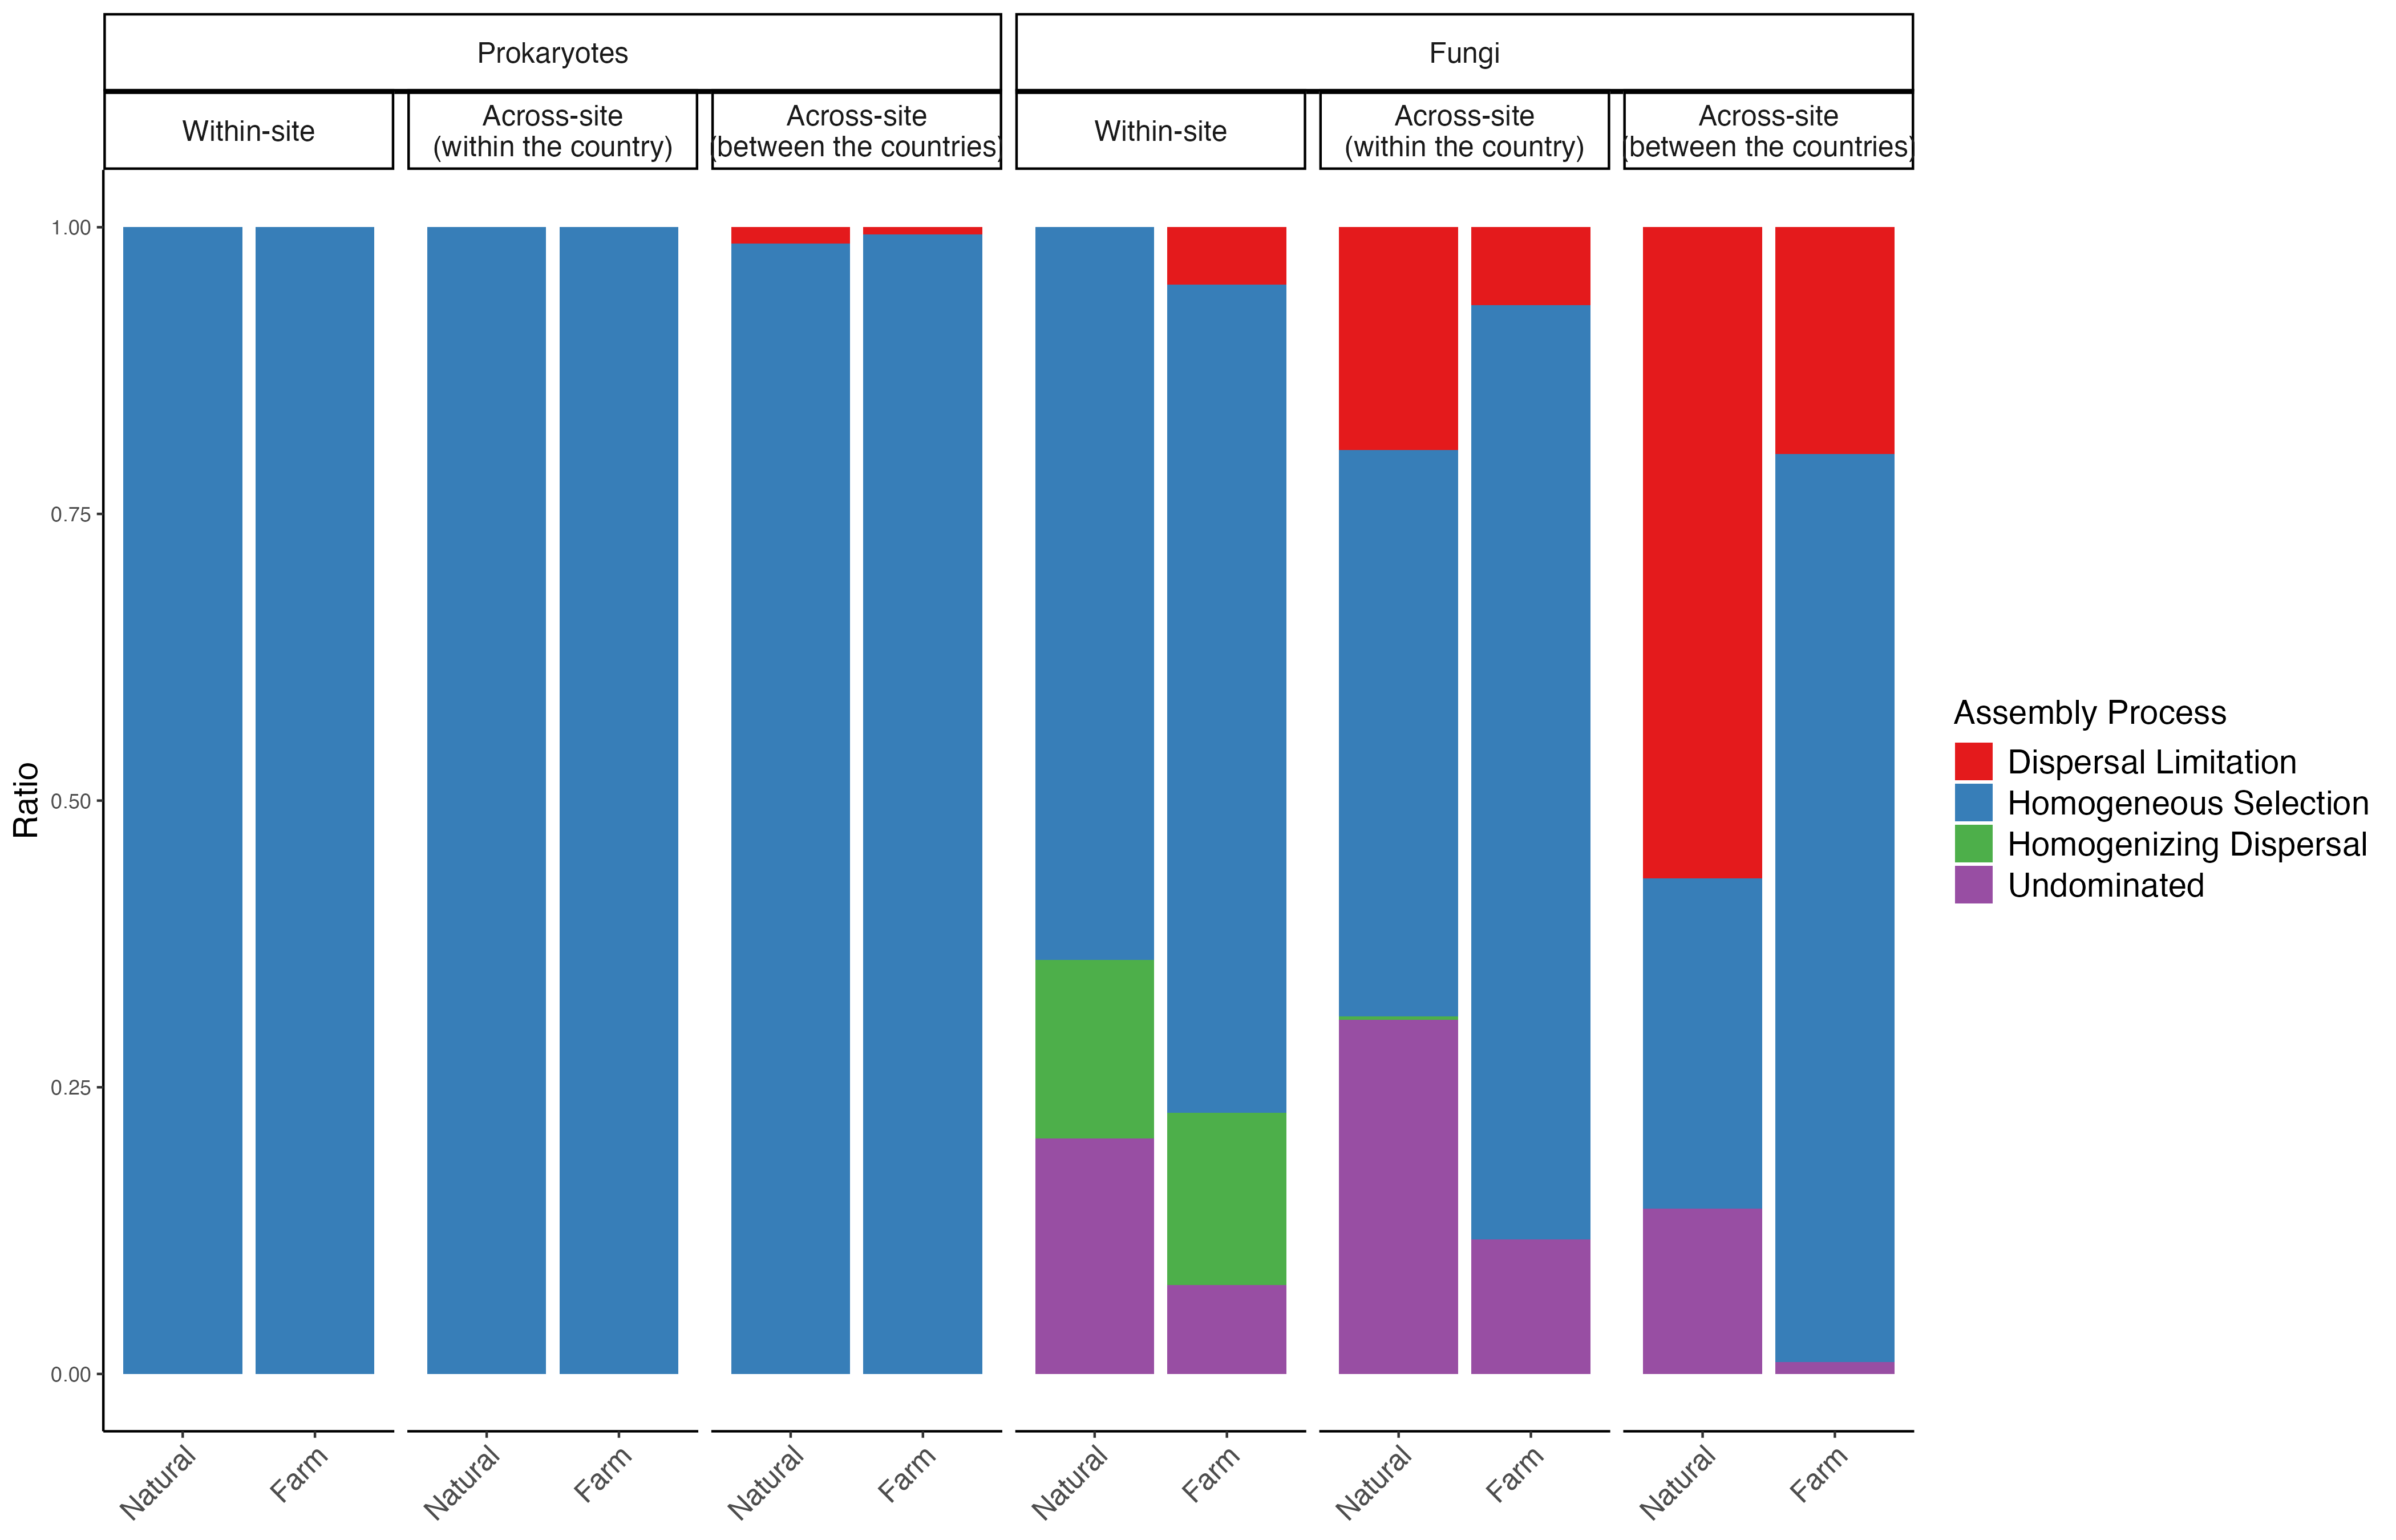 Prokaryotes
Fungi
Within-site
Across-site
(within the country)
Across-site
(between the countries)
Within-site
Across-site
(within the country)
Across-site
(between the countries)
1.00
0.75
0.50
0.25
0.00
Ratio
Natural
Farm
Natural
Farm
Natural
Farm
Natural
Farm
Natural
Farm
Natural
Farm
Assembly Process
Dispersal Limitation
Homogeneous Selection
Homogenizing Dispersal
Undominated